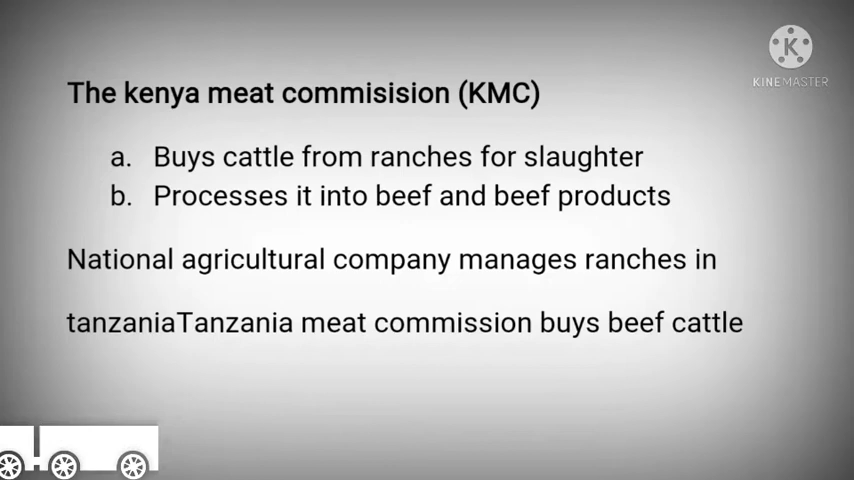 K
KINEMASTER
The kenya meat commisision (KMC)
a. Buys cattle from ranches for slaughter
b. Processes it into beef and beef products
National agricultural company manages ranches in
tanzaniaTanzania meat commission buys beef cattle